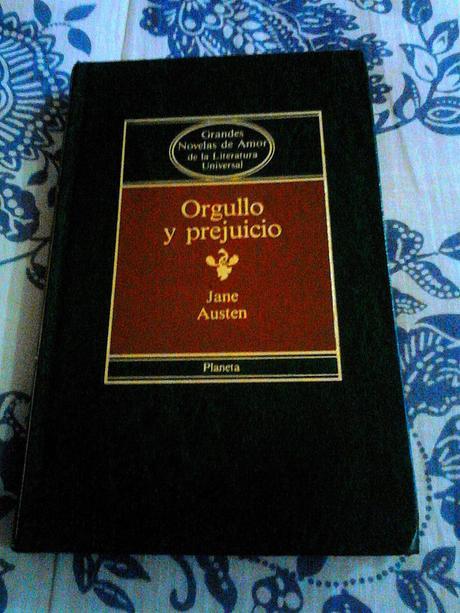 Grandes
Novelas de Amor
de la Literatura
Universal
Orgullo
y prejuicio
Jane
Austen
Planeta